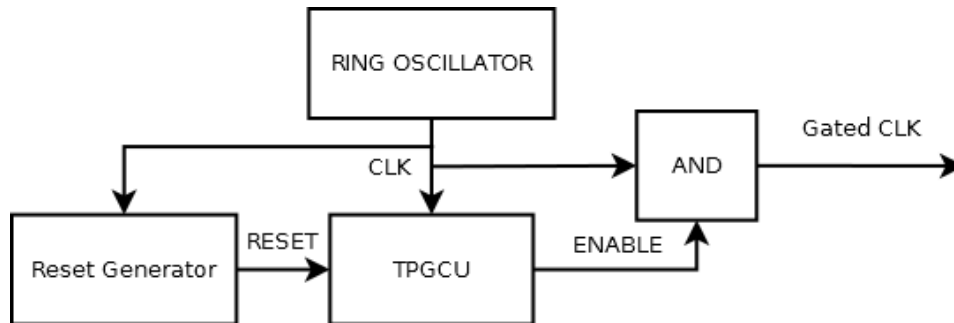 RING OSCILLATOR
Gated CLK
CLK
AND
RESET
ENABLE
Reset Generator
TPGCU